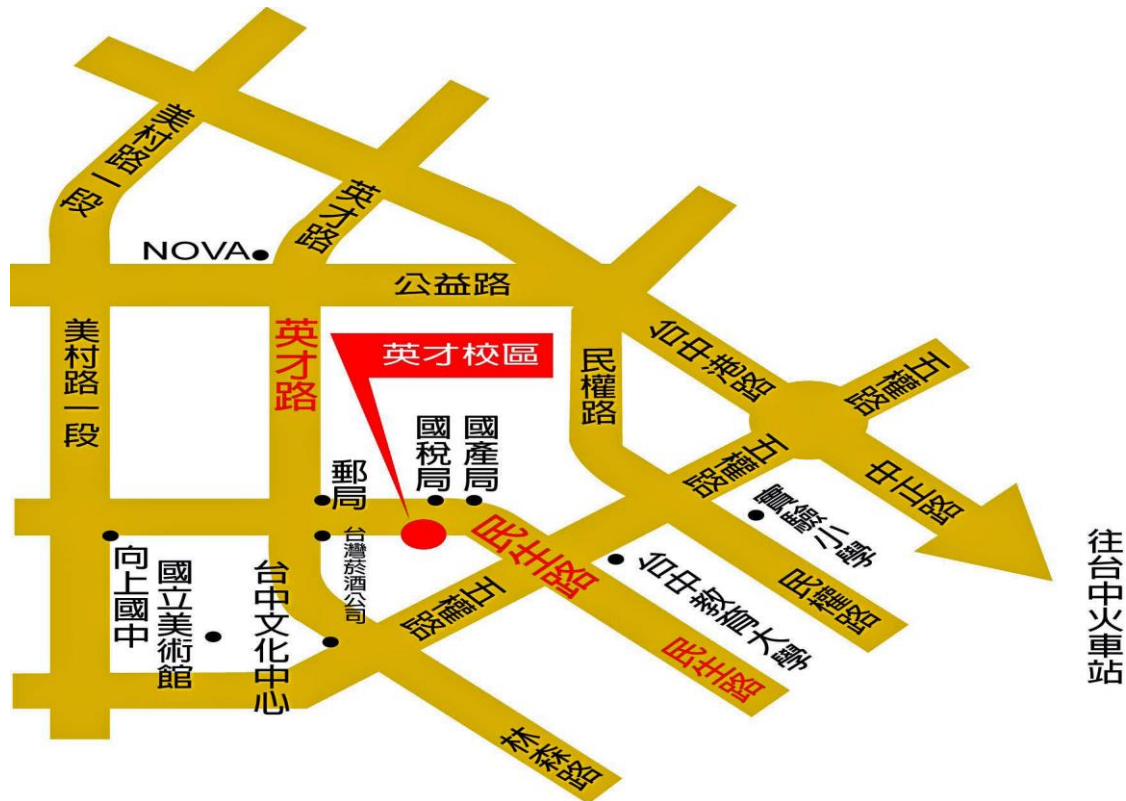 美村路一段
英才路
NOVA
公益路
美村路一段
英才路
英才校區
民權路
台中港路
五權路
五權路
中正路
郵局
國稅局
國產局
實驗小學
民生路
台灣菸酒公司
向上國中
國立美術館
台中文化中心
五權路
台中教育大學
民權路
民生路
林森路
往台中火車站